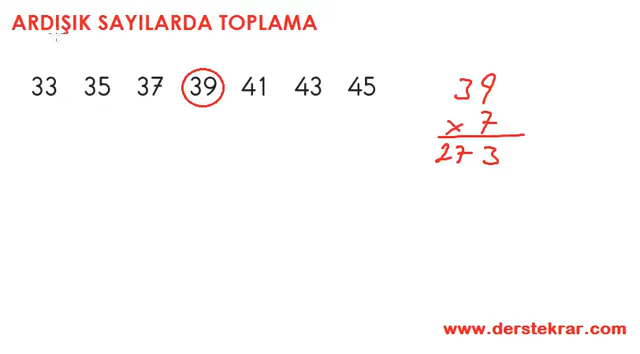 ARDIŞIK SAYILARDA TOPLAMA
33 35 37 39 41 43 45
39
x 7
273
www.derstekrar.com